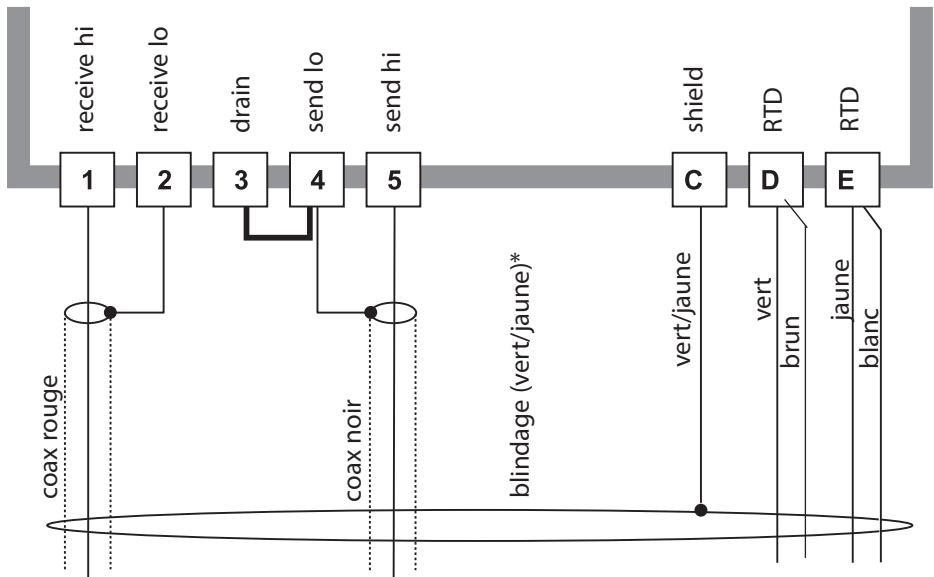 receive hi
receive lo
drain
send lo
send hi
shield
RTD
RTD
1
2
3
4
5
C
D
E
coax rouge
coax noir
blindage (vert/jaune)*
vert/jaune
vert
brun
jaune
blanc